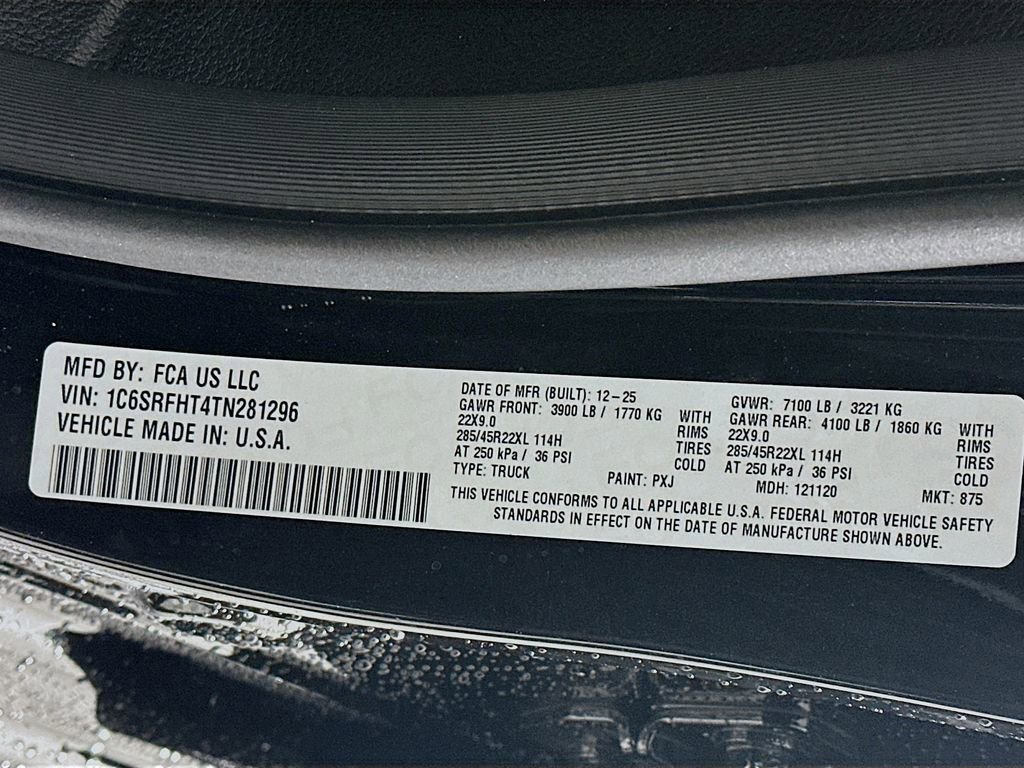 MFD BY: FCA US LLC
VIN: 1C6SRFHT4TN281296
VEHICLE MADE IN: U.S.A.
DATE OF MFR (BUILT): 12-25
GAWR FRONT: 3900 LB / 1770 KG WITH
22X9.0 RIMS
285/45R22XL 114H TIRES
AT 250 kPa / 36 PSI COLD
TYPE: TRUCK PAINT: PXJ
GVWR: 7100 LB / 3221 KG
GAWR REAR: 4100 LB / 1860 KG WITH
22X9.0 RIMS
285/45R22XL 114H TIRES
AT 250 kPa / 36 PSI COLD
MDH: 121120 MKT: 875
THIS VEHICLE CONFORMS TO ALL APPLICABLE U.S.A. FEDERAL MOTOR VEHICLE SAFETY
STANDARDS IN EFFECT ON THE DATE OF MANUFACTURE SHOWN ABOVE.